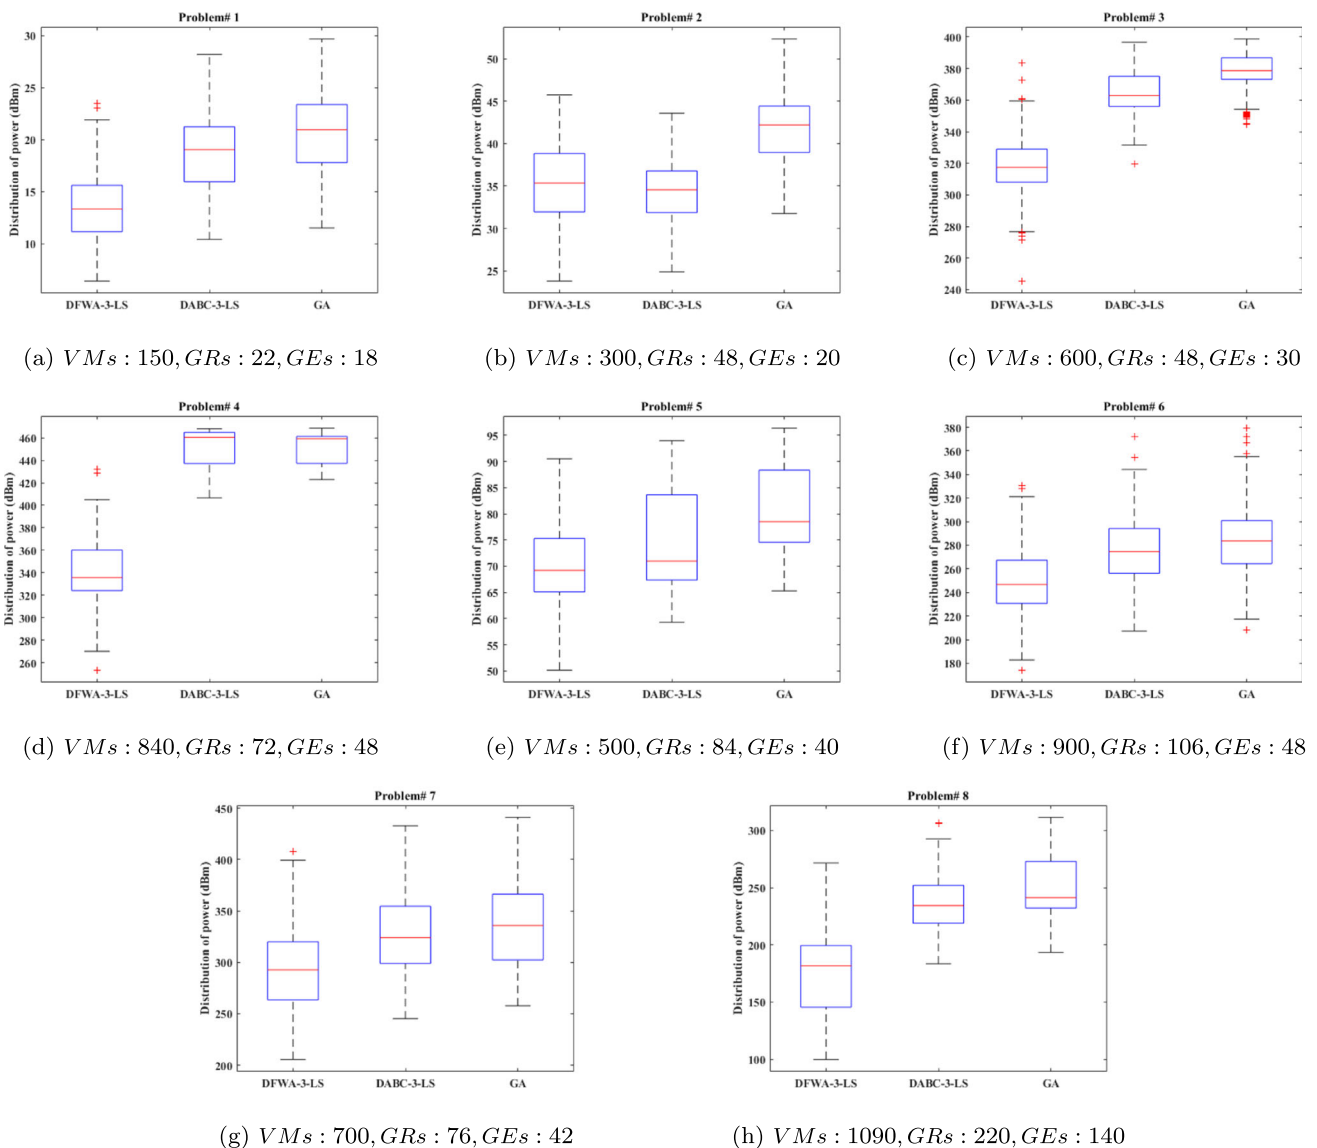 Problem# 1
Distribution of power (dBm)
30
25
20
15
10
DFWA-3-LS DABC-3-LS GA
(a) VMs : 150, GRs : 22, GEs : 18
Problem# 2
Distribution of power (dBm)
50
45
40
35
30
25
DFWA-3-LS DABC-3-LS GA
(b) VMs : 300, GRs : 48, GEs : 20
Problem# 3
Distribution of power (dBm)
400
380
360
340
320
300
280
260
240
DFWA-3-LS DABC-3-LS GA
(c) VMs : 600, GRs : 48, GEs : 30
Problem# 4
Distribution of power (dBm)
460
440
420
400
380
360
340
320
300
280
260
DFWA-3-LS DABC-3-LS GA
(d) VMs : 840, GRs : 72, GEs : 48
Problem# 5
Distribution of power (dBm)
95
90
85
80
75
70
65
60
55
50
DFWA-3-LS DABC-3-LS GA
(e) VMs : 500, GRs : 84, GEs : 40
Problem# 6
Distribution of power (dBm)
380
360
340
320
300
280
260
240
220
200
180
DFWA-3-LS DABC-3-LS GA
(f) VMs : 900, GRs : 106, GEs : 48
Problem# 7
Distribution of power (dBm)
450
400
350
300
250
200
DFWA-3-LS DABC-3-LS GA
(g) VMs : 700, GRs : 76, GEs : 42
Problem# 8
Distribution of power (dBm)
300
250
200
150
100
DFWA-3-LS DABC-3-LS GA
(h) VMs : 1090, GRs : 220, GEs : 140